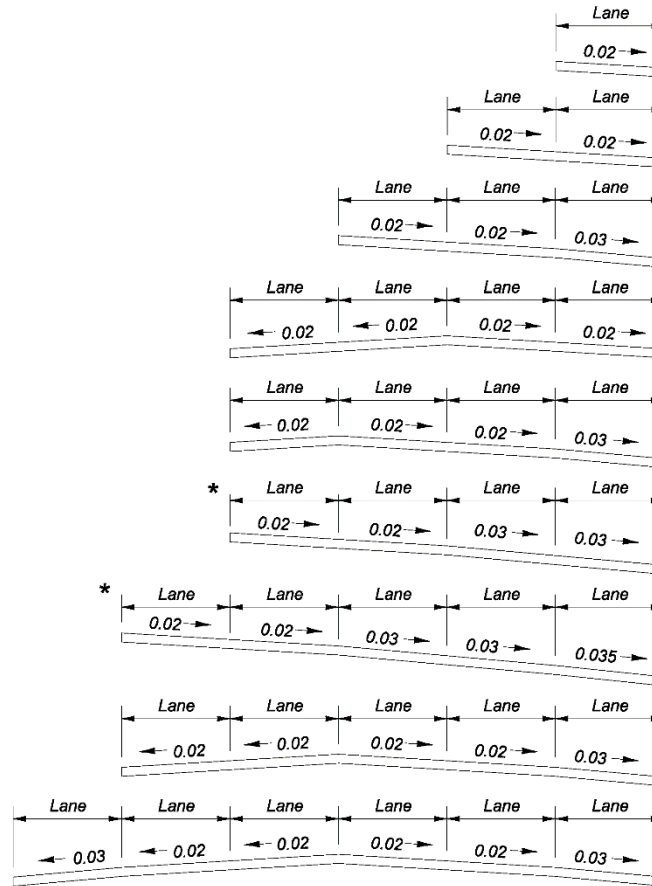 Lane
0.02
Lane Lane
0.02 0.02
Lane Lane Lane
0.02 0.02 0.03
Lane Lane Lane Lane
0.02 0.02 0.02 0.02
Lane Lane Lane Lane
0.02 0.02 0.02 0.03
* Lane Lane Lane Lane
0.02 0.02 0.03 0.03
* Lane Lane Lane Lane Lane
0.02 0.02 0.03 0.03 0.035
Lane Lane Lane Lane Lane
0.02 0.02 0.02 0.02 0.03
Lane Lane Lane Lane Lane Lane
0.03 0.02 0.02 0.02 0.02 0.03